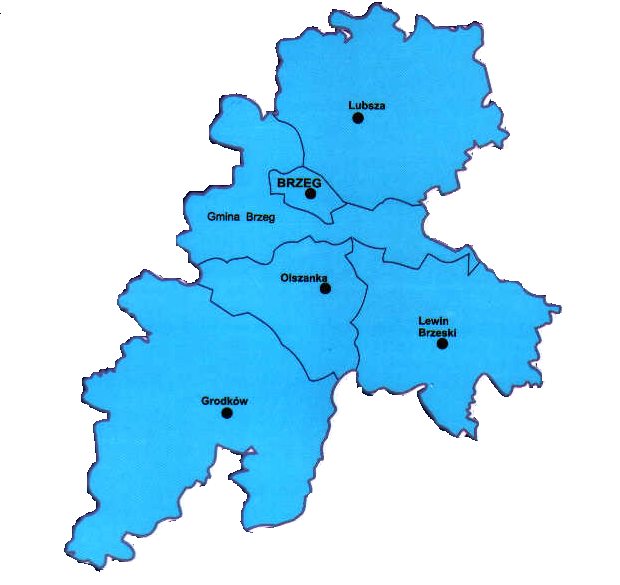 Lubsza
BRZEG
Gmina Brzeg
Olszanka
Lewin
Brzeski
Grodków